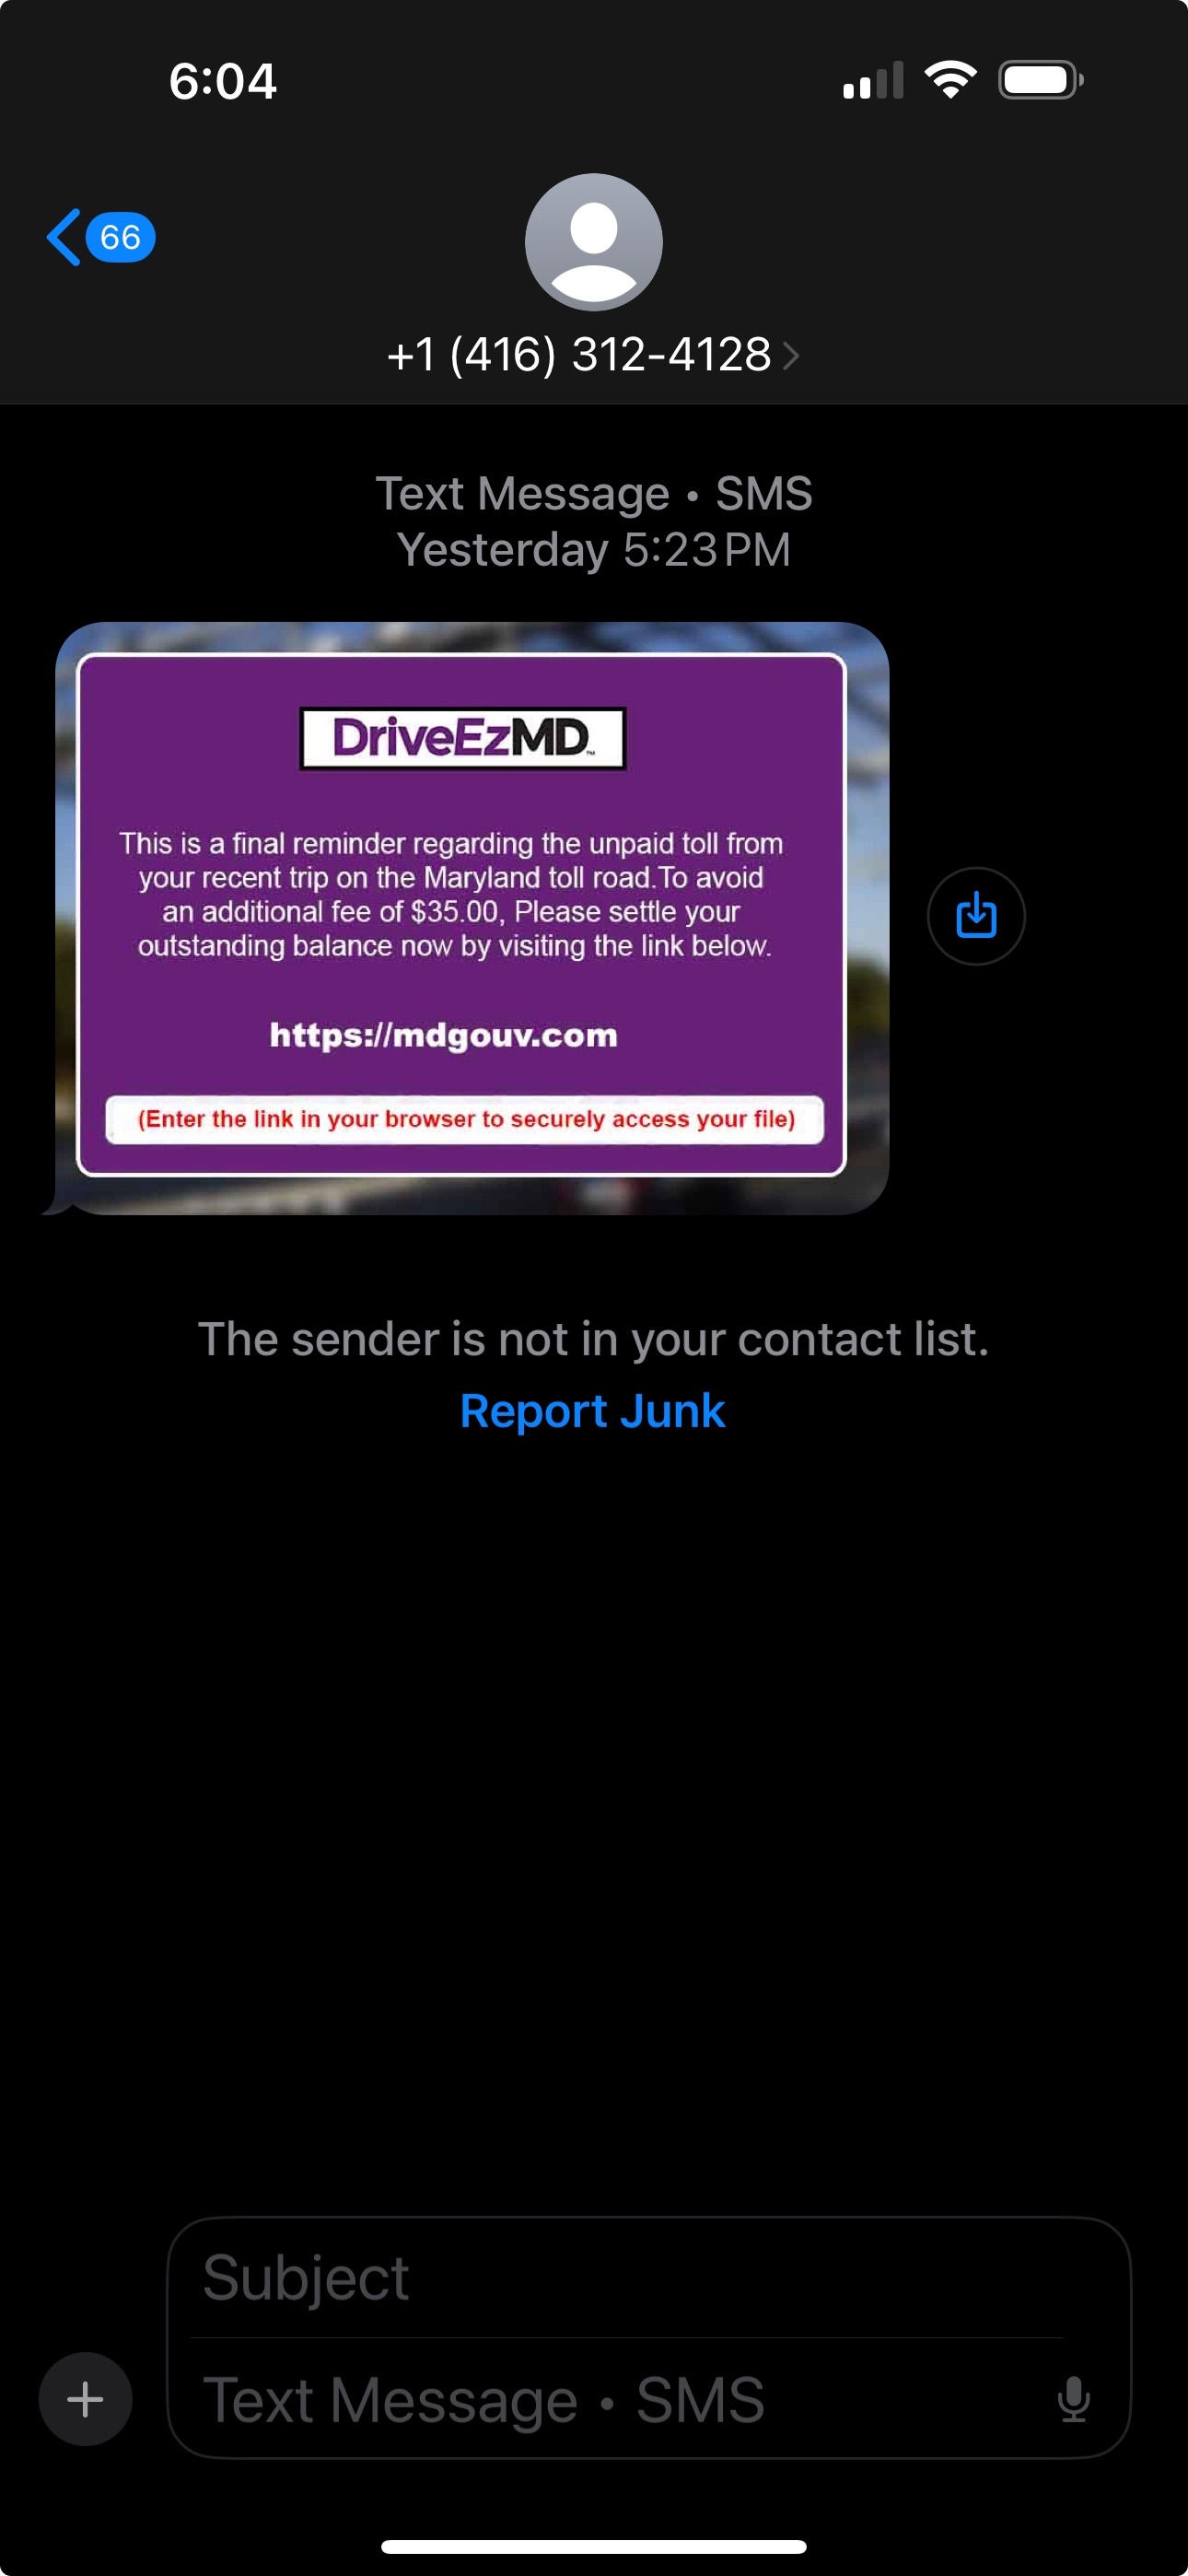 6:04
66
+1 (416) 312-4128
Text Message • SMS
Yesterday 5:23 PM
DriveEzMD™
This is a final reminder regarding the unpaid toll from
your recent trip on the Maryland toll road.To avoid
an additional fee of $35.00, Please settle your
outstanding balance now by visiting the link below.
https://mdgouv.com
(Enter the link in your browser to securely access your file)
The sender is not in your contact list.
Report Junk
Subject
Text Message • SMS